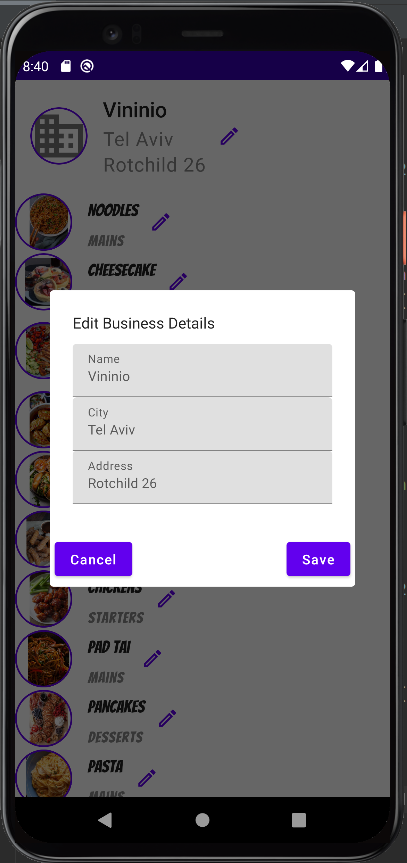 8:40
Vininio
Tel Aviv
Rotchild 26
NOODLES
MAINS
CHEESECAKE
Edit Business Details
Name
Vininio
City
Tel Aviv
Address
Rotchild 26
Cancel
Save
CHICKENS
STARTERS
PAD TAI
MAINS
PANCAKES
DESSERTS
PASTA
MAINS